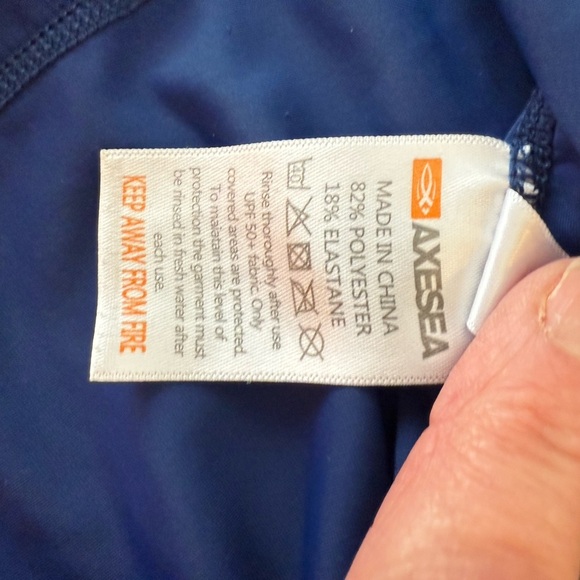 AXESEA
MADE IN CHINA
82% POLYESTER
18% ELASTANE
40
Rinse thoroughly after use
UPF 50+ fabric. Only
covered areas are protected.
To maintain this level of
protection the garment must
be rinsed in fresh water after
each use.
KEEP AWAY FROM FIRE